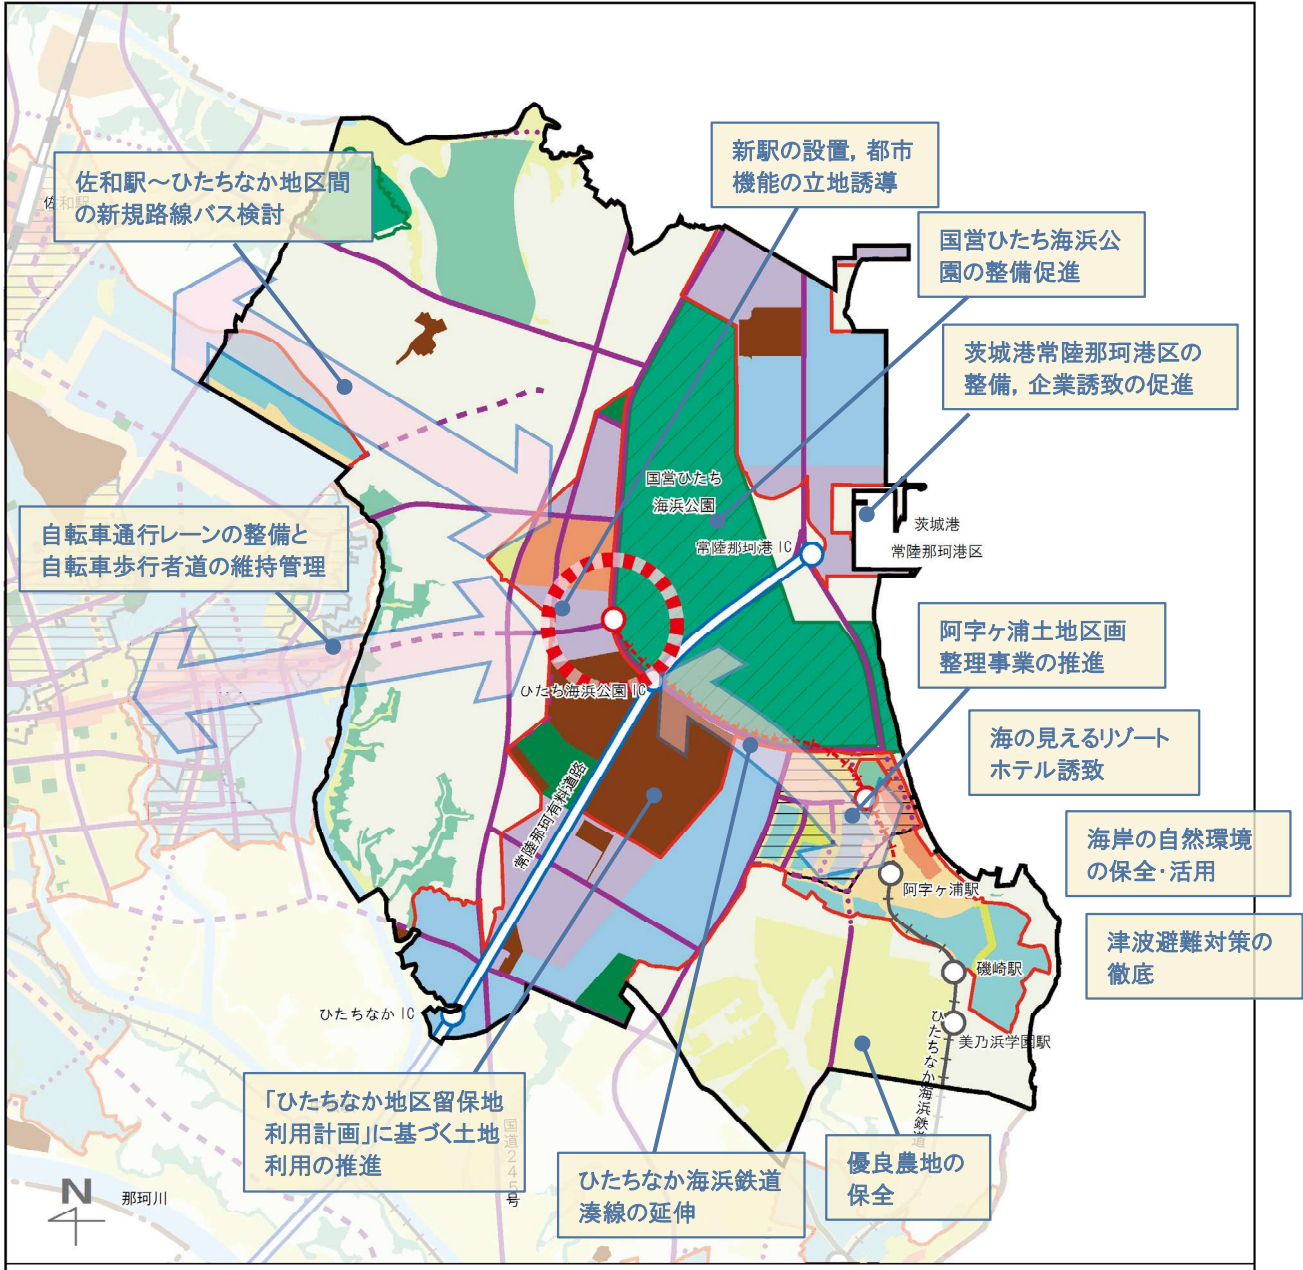 新駅の設置，都市
機能の立地誘導
佐和駅～ひたちなか地区間
の新規路線バス検討
佐和駅
国営ひたち海浜公
園の整備促進
茨城港常陸那珂港区の
整備，企業誘致の促進
国営ひたち
海浜公園
自転車通行レーンの整備と
自転車歩行者道の維持管理
茨城港
常陸那珂港区
常陸那珂港IC
阿字ヶ浦土地区画
整理事業の推進
ひたち海浜公園IC
海の見えるリゾート
ホテル誘致
常陸那珂有料道路
海岸の自然環境
の保全・活用
阿字ヶ浦駅
津波避難対策の
徹底
磯崎駅
ひたちなかIC
美乃浜学園駅
ひたちなか海浜鉄道
「ひたちなか地区留保地
利用計画」に基づく土地
利用の推進
国道245号
ひたちなか海浜鉄道
湊線の延伸
優良農地の
保全
N
那珂川